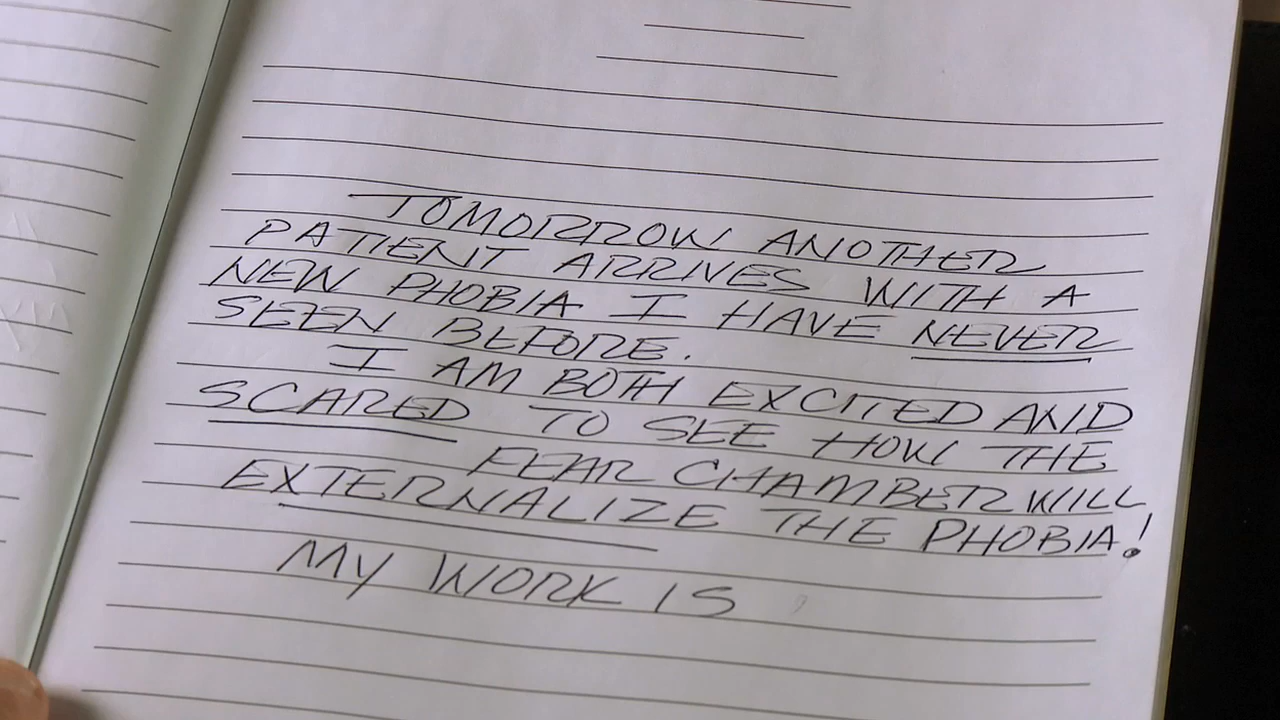 TOMORROW ANOTHER
PATIENT ARRIVES WITH A
NEW PHOBIA I HAVE NEVER
SEEN BEFORE.
I AM BOTH EXCITED AND
SCARED TO SEE HOW THE
FEAR CHAMBER WILL
EXTERNALIZE THE PHOBIA!
MY WORK IS